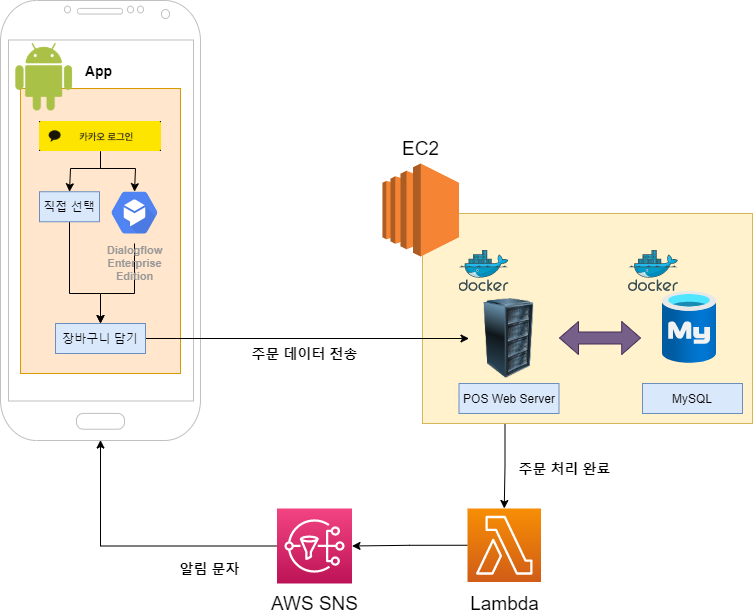 App
카카오 로그인
직접 선택
Dialogflow
Enterprise
Edition
장바구니 담기
주문 데이터 전송
EC2
docker
docker
My
POS Web Server
MySQL
주문 처리 완료
알림 문자
AWS SNS
Lambda